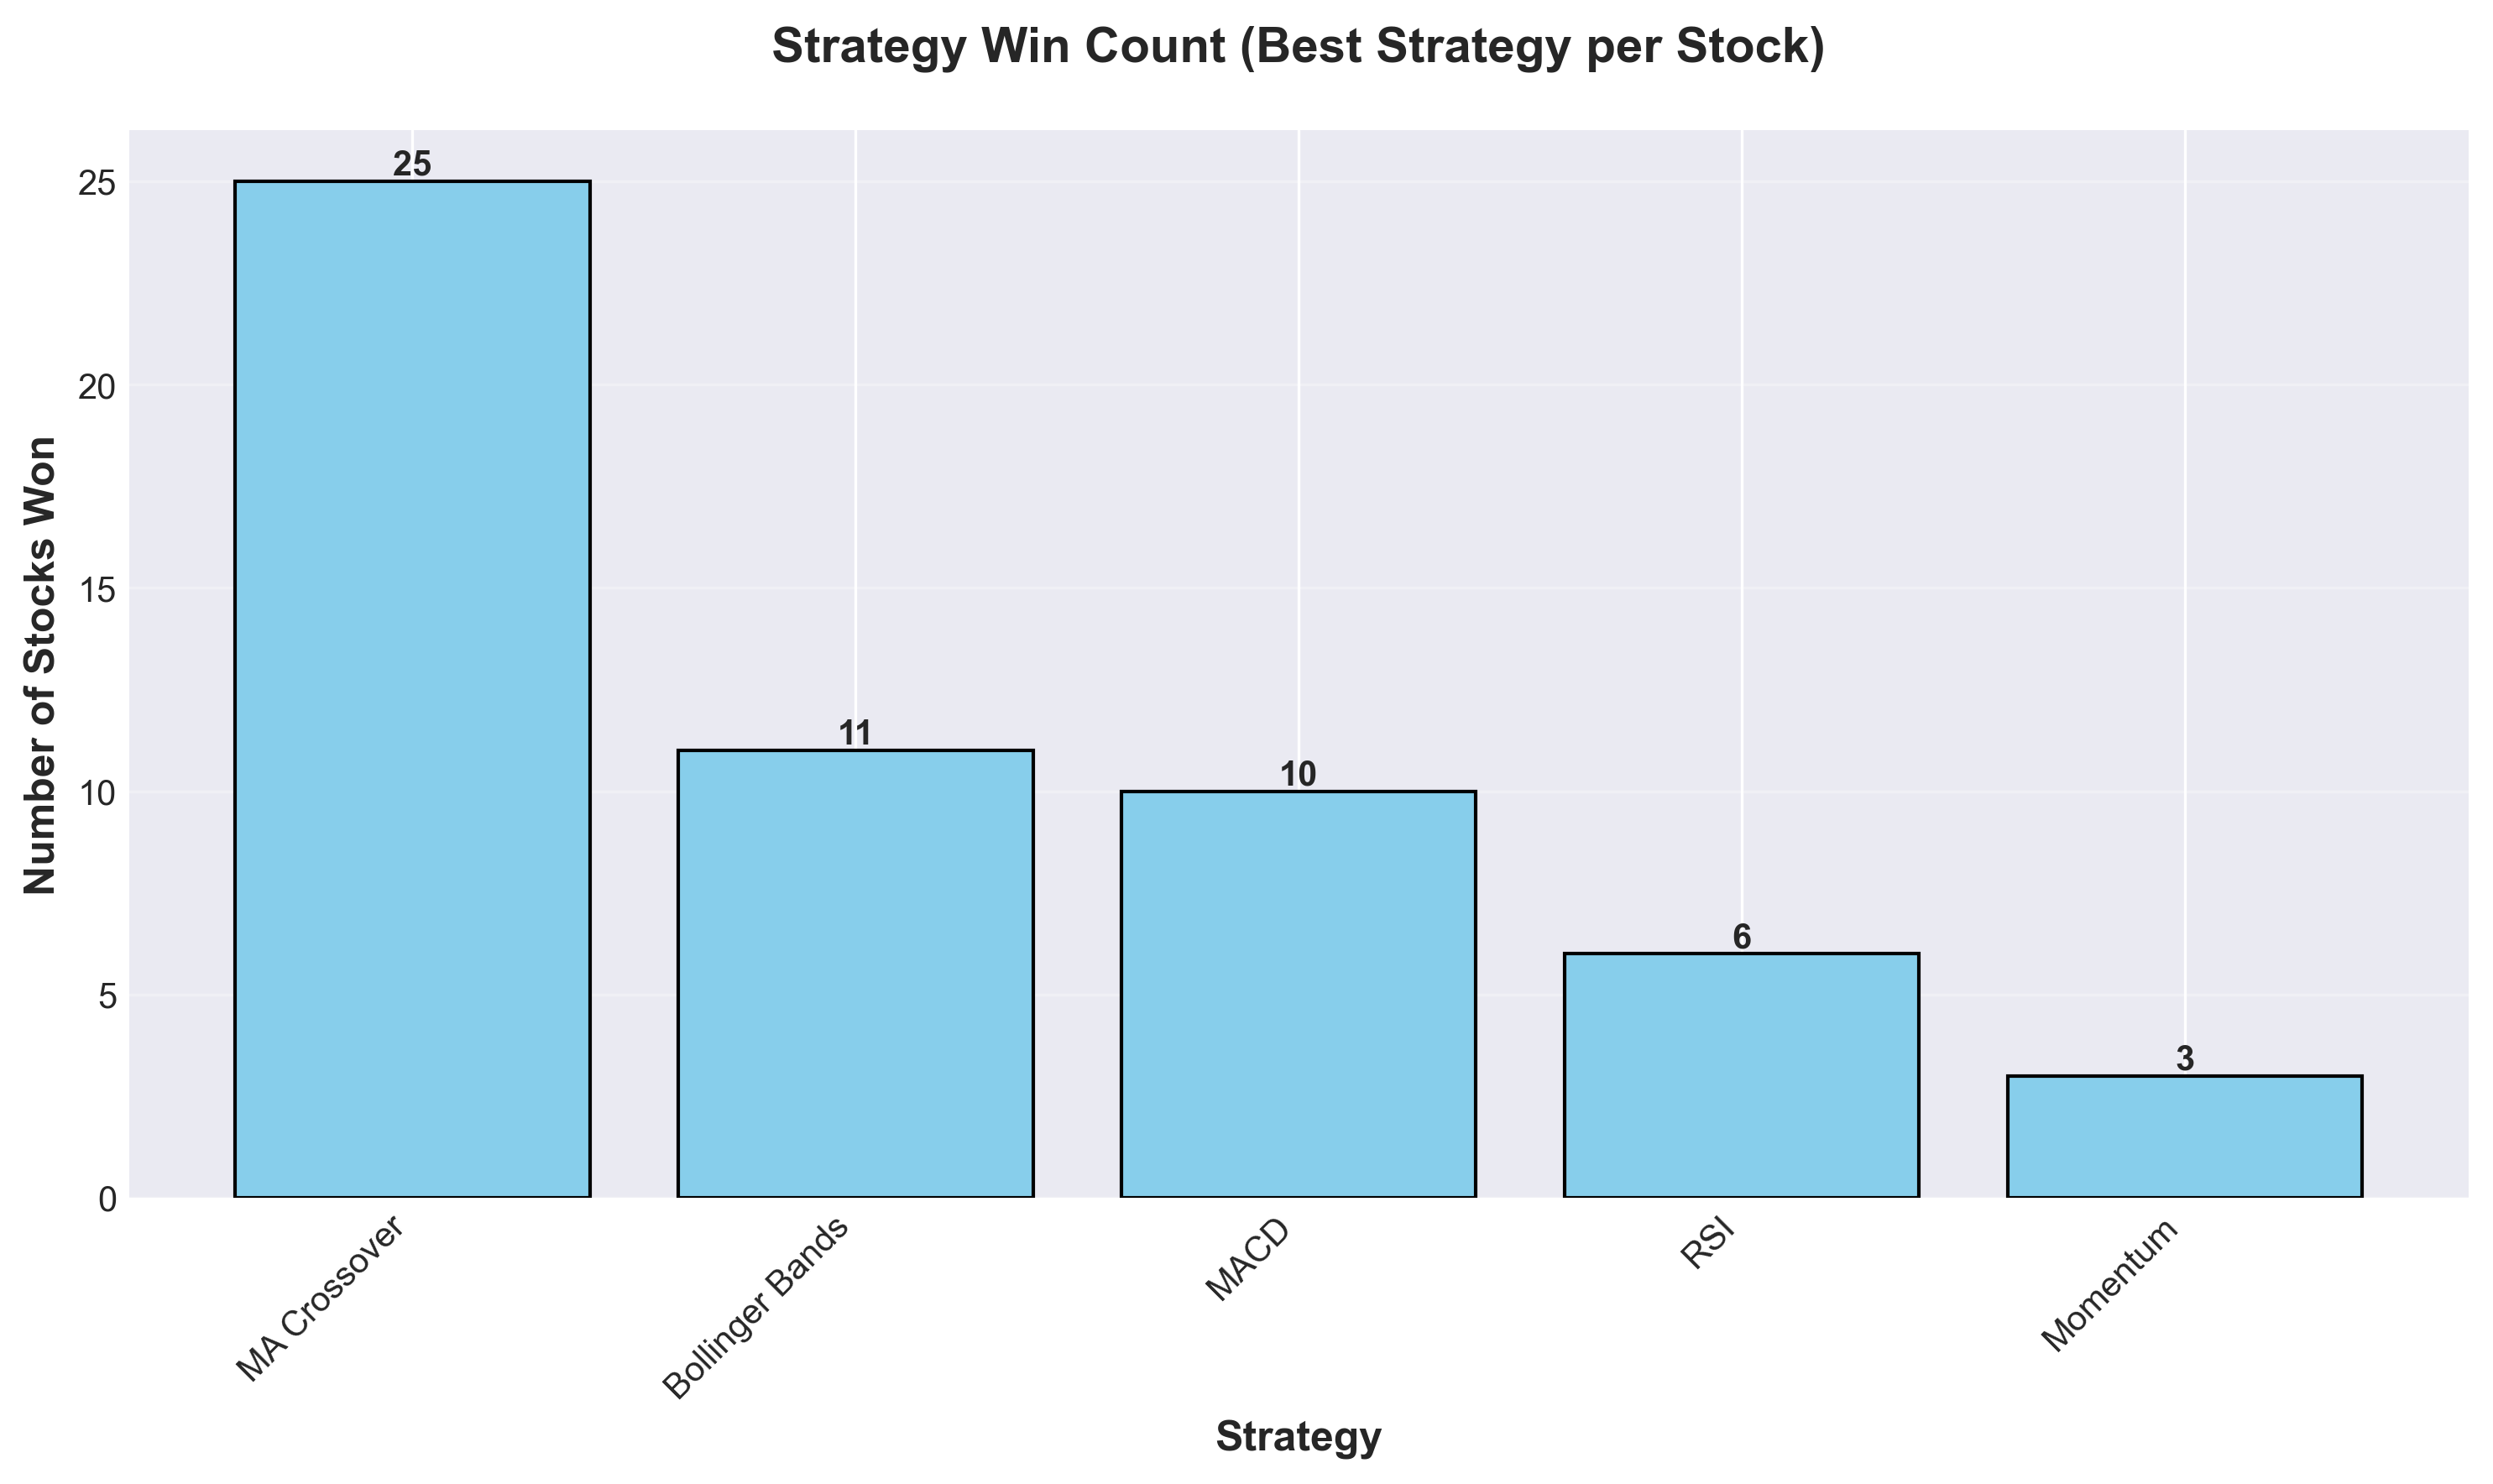 Strategy Win Count (Best Strategy per Stock)
Number of Stocks Won
25
20
15
10
5
0
25
11
10
6
3
MA Crossover
Bollinger Bands
MACD
RSI
Momentum
Strategy